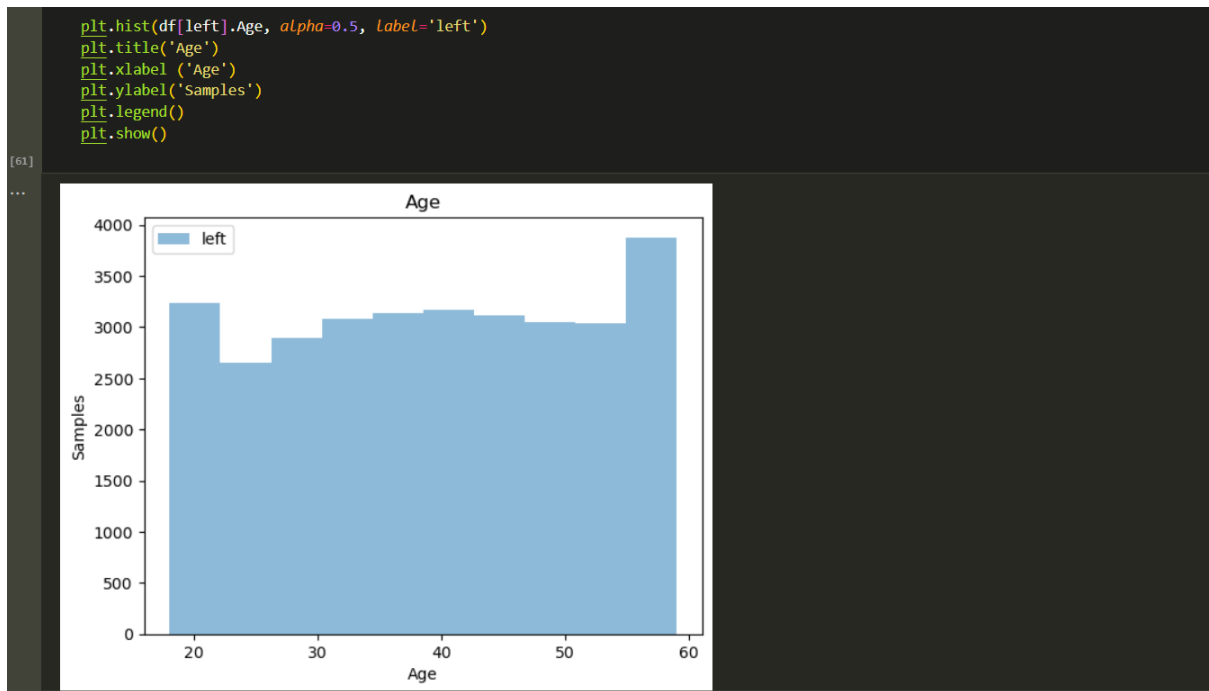 plt.hist(df[left].Age, alpha=0.5, label='left')
plt.title('Age')
plt.xlabel ('Age')
plt.ylabel('Samples')
plt.legend()
plt.show()
[61]
...
Age
left
4000
3500
3000
2500
2000
1500
1000
500
0
Samples
20 30 40 50 60
Age